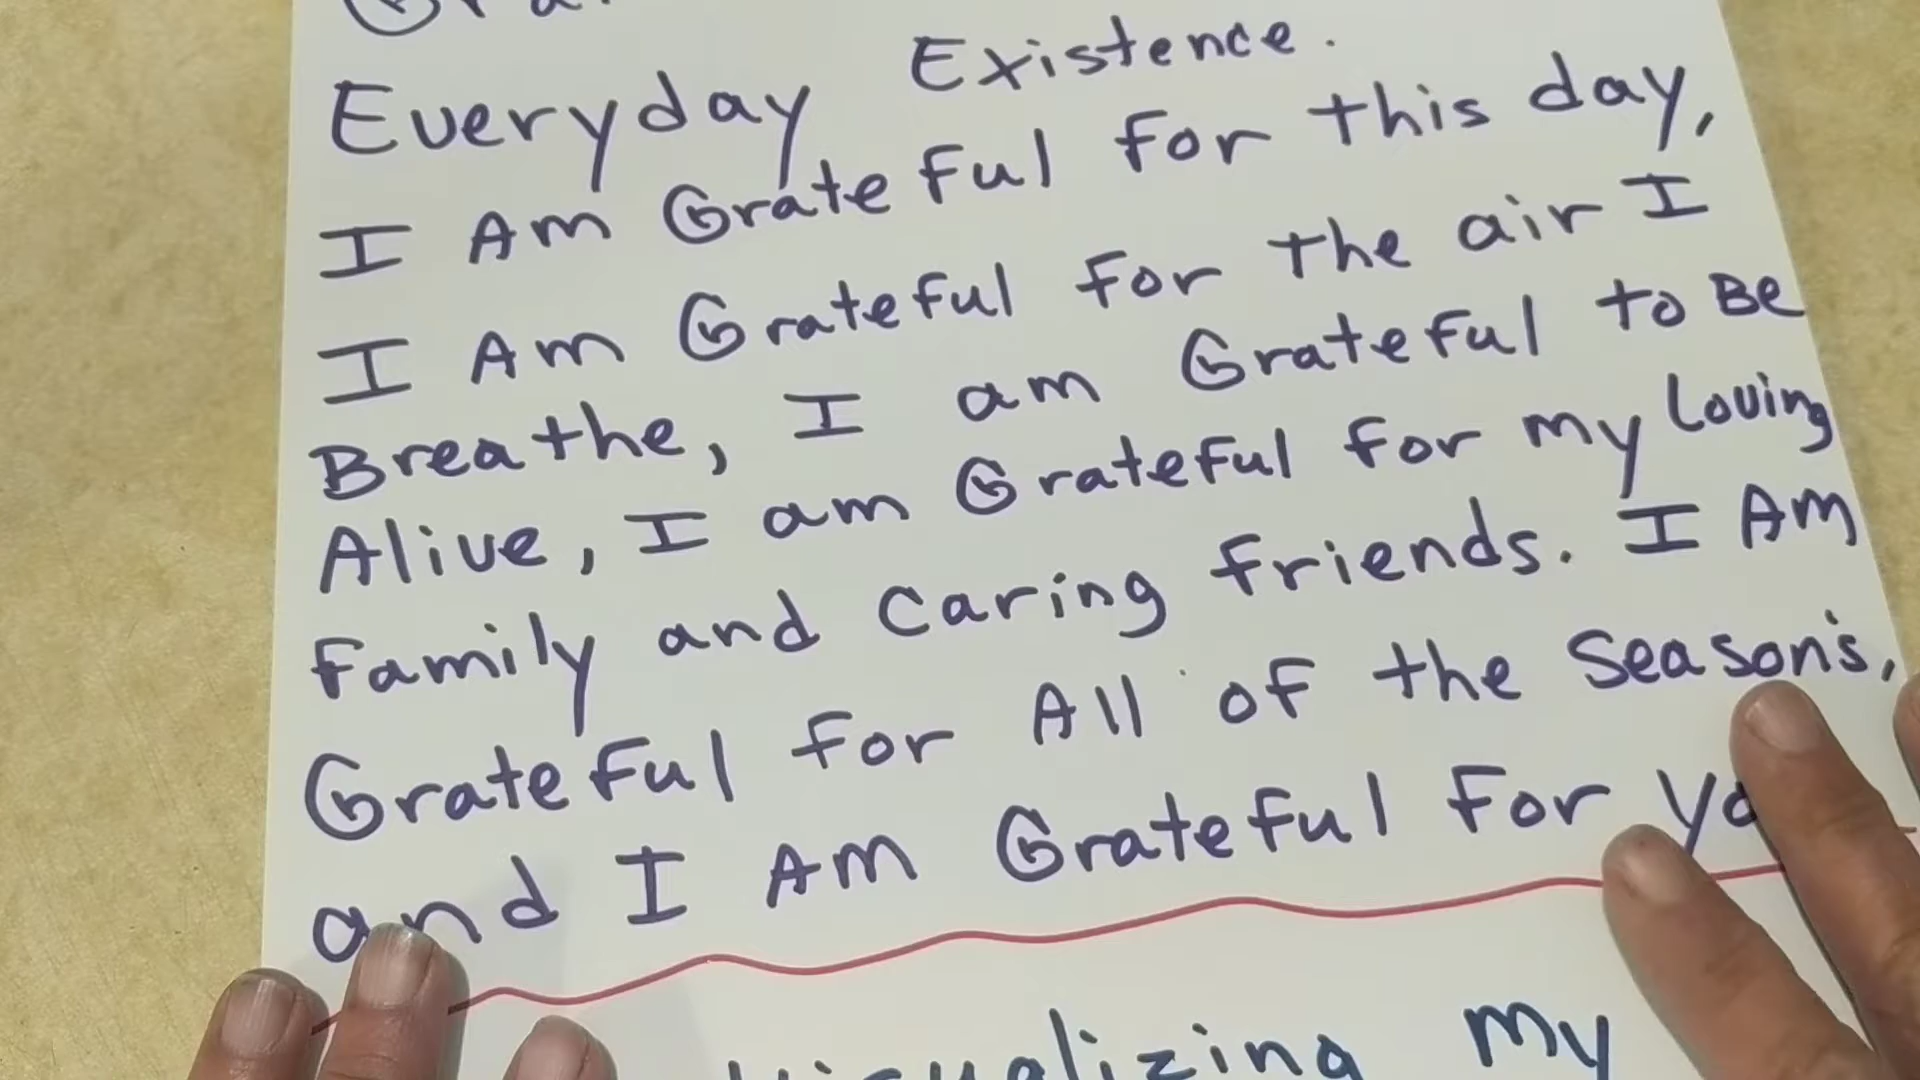 Everyday Existence.
I Am Grateful for this day,
I Am Grateful for the air I
Breathe, I am Grateful to Be
Alive, I am Grateful for my Loving
family and caring friends. I Am
Grateful for All of the Season's,
and I Am Grateful for
my